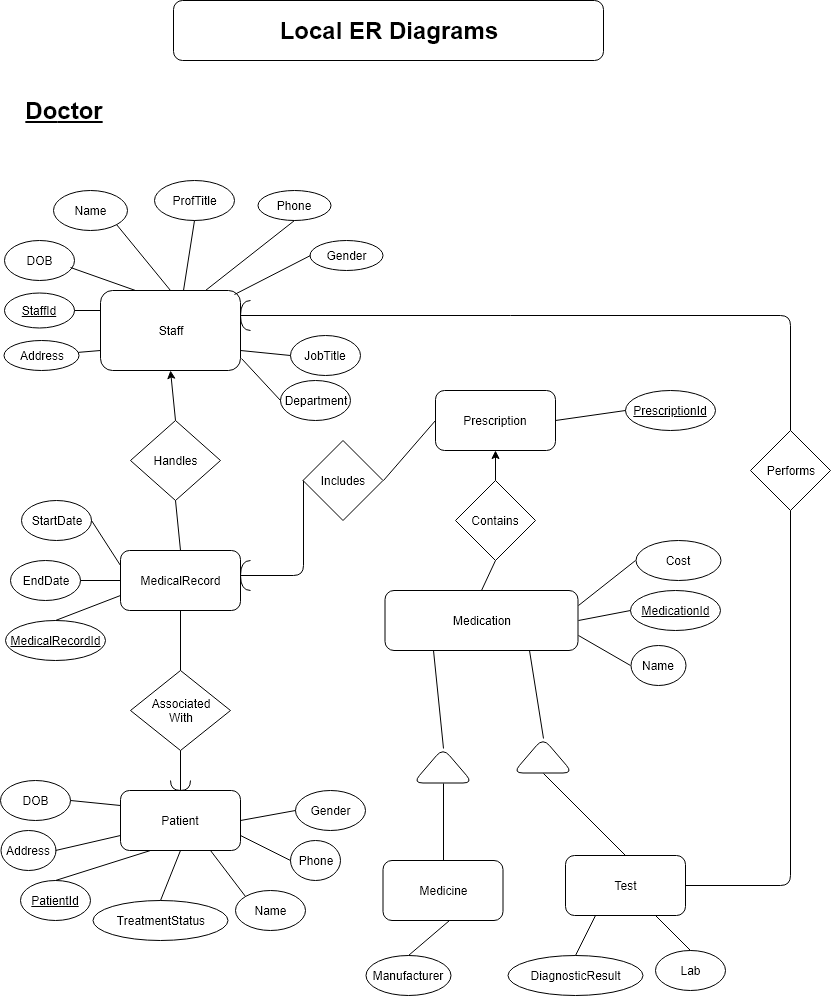 Local ER Diagrams
Doctor
ProfTitle
Name
Phone
DOB
Gender
StaffId
Staff
Address
JobTitle
Department
Prescription
PrescriptionId
Handles
Includes
Performs
StartDate
Contains
EndDate
MedicalRecord
Cost
MedicationId
Medication
MedicalRecordId
Name
Associated
With
DOB
Gender
Patient
Address
Phone
PatientId
TreatmentStatus
Name
Medicine
Test
Manufacturer
DiagnosticResult
Lab